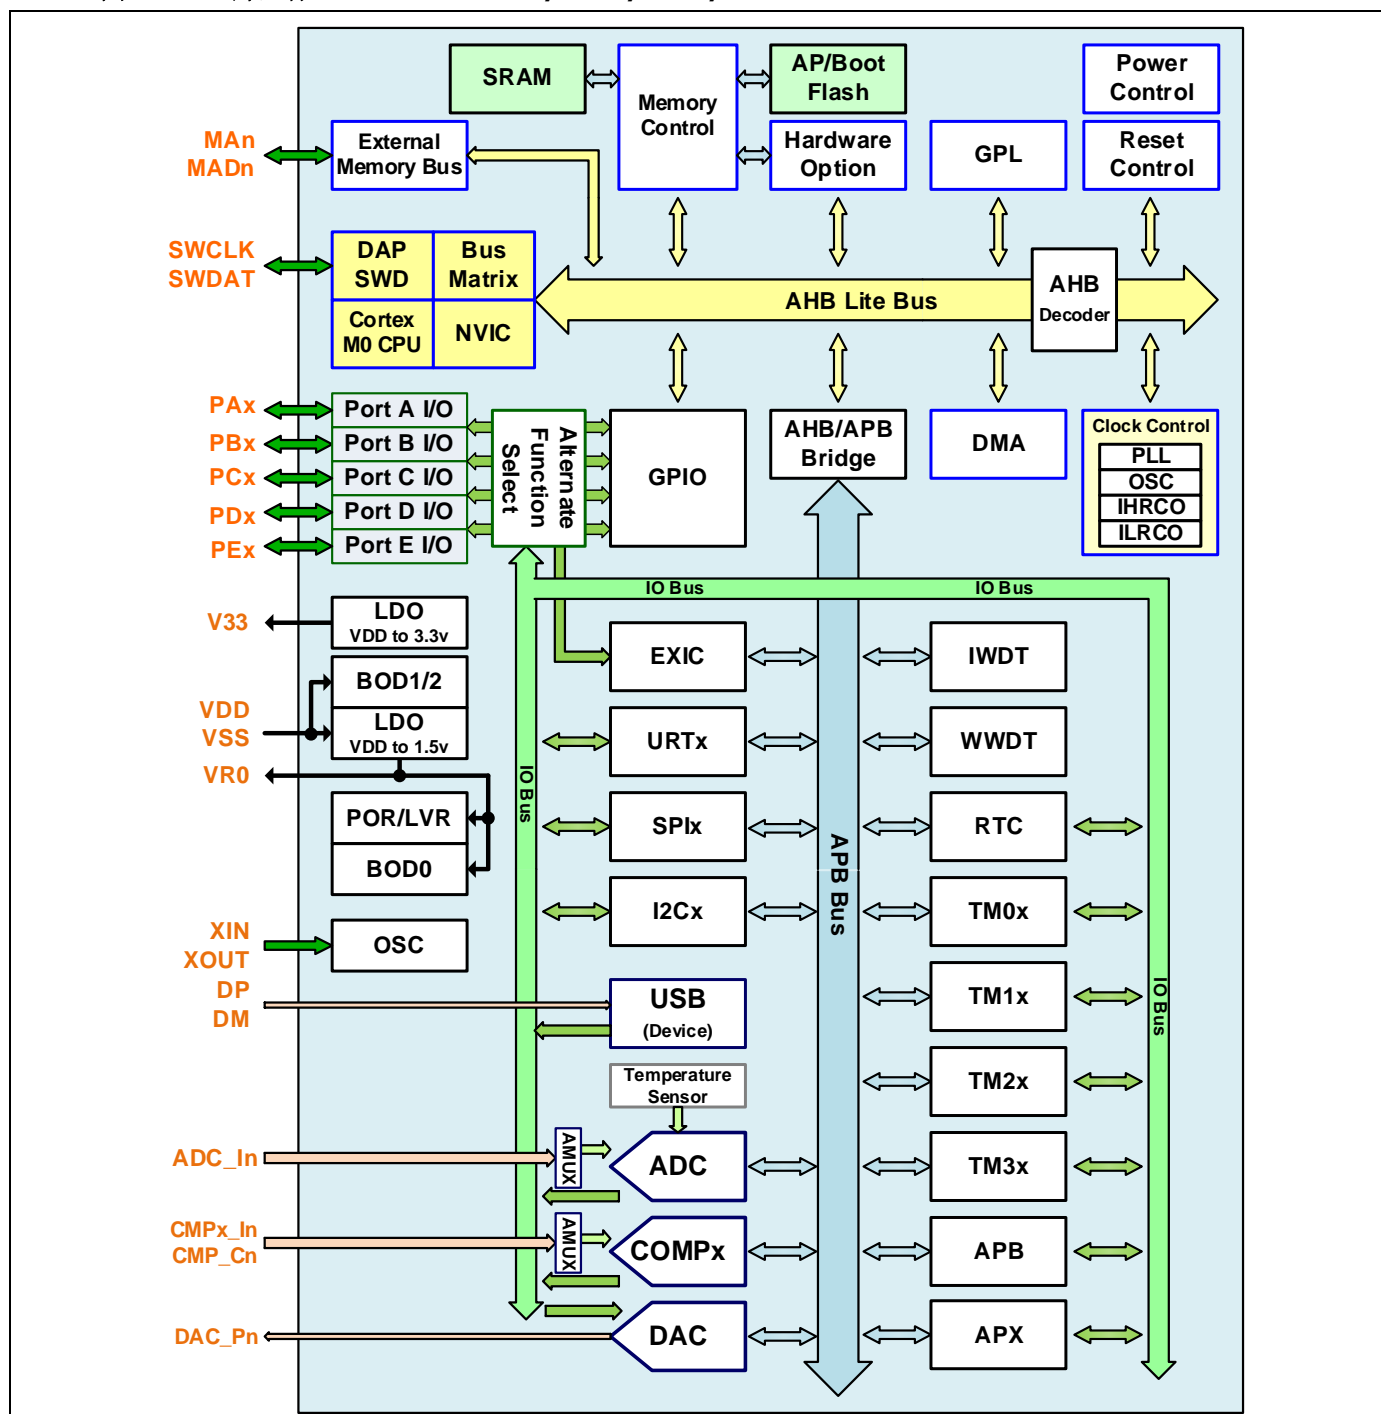 SRAM
Memory
Control
AP/Boot
Flash
Power
Control
MAn
MADn
External
Memory Bus
Hardware
Option
GPL
Reset
Control
SWCLK
SWDAT
DAP
SWD
Bus
Matrix
Cortex
M0 CPU
NVIC
AHB Lite Bus
AHB
Decoder
PAx
PBx
PCx
PDx
PEx
Port A I/O
Port B I/O
Port C I/O
Port D I/O
Port E I/O
Alternate
Function
Select
GPIO
AHB/APB
Bridge
DMA
Clock Control
PLL
OSC
IHRCO
ILRCO
IO Bus
IO Bus
V33
LDO
VDD to 3.3v
EXIC
IWDT
VDD
VSS
BOD1/2
LDO
VDD to 1.5v
URTx
WWDT
VR0
IO Bus
POR/LVR
BOD0
SPIx
RTC
APB Bus
I2Cx
TM0x
XIN
XOUT
OSC
DP
DM
USB
(Device)
TM1x
IO Bus
Temperature
Sensor
TM2x
ADC_In
AMUX
ADC
TM3x
CMPx_In
CMP_Cn
AMUX
COMPx
APB
DAC_Pn
DAC
APX